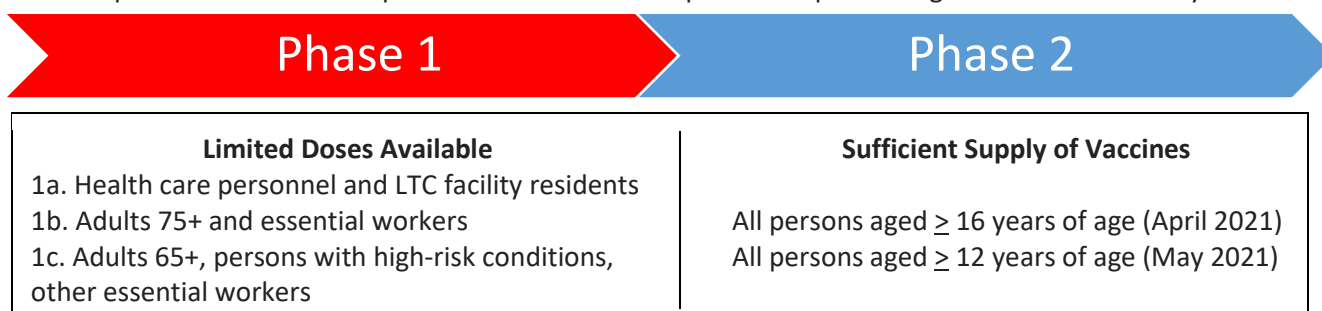 Phase 1
Phase 2
Limited Doses Available
1a. Health care personnel and LTC facility residents
1b. Adults 75+ and essential workers
1c. Adults 65+, persons with high-risk conditions,
other essential workers
Sufficient Supply of Vaccines
All persons aged ≥ 16 years of age (April 2021)
All persons aged ≥ 12 years of age (May 2021)